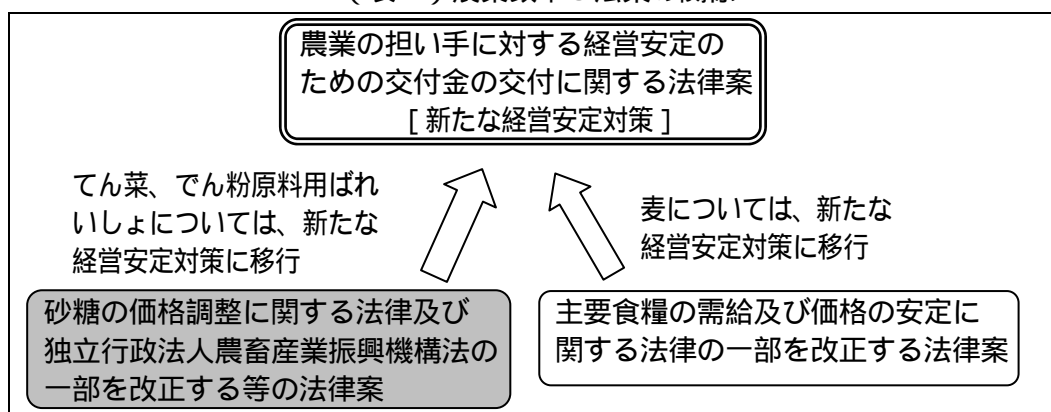 農業の担い手に対する経営安定の
ための交付金の交付に関する法律案
[ 新たな経営安定対策 ]
てん菜、でん粉原料用ばれ
いしょについては、新たな
経営安定対策に移行
麦については、新たな
経営安定対策に移行
砂糖の価格調整に関する法律及び
独立行政法人農畜産業振興機構法の
一部を改正する等の法律案
主要食糧の需給及び価格の安定に
関する法律の一部を改正する法律案